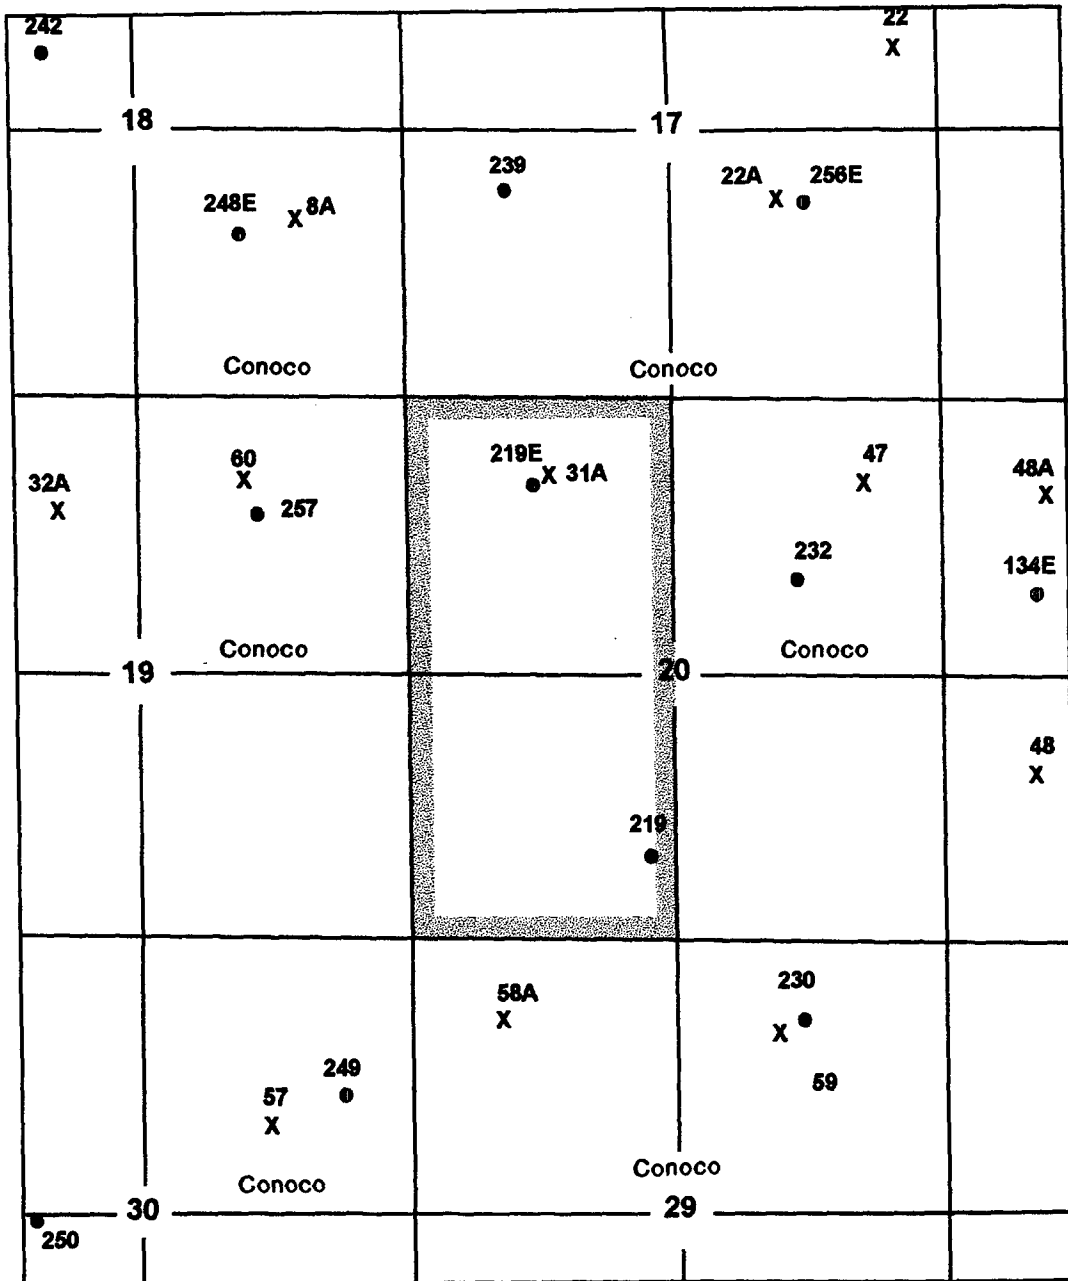 242
22
18
17
239
22A
256E
248E
X 8A
X
X
Conoco
Conoco
60
219E
47
32A
X
X 31A
X
48A
X
X
257
232
134E
Conoco
Conoco
19
20
48
X
219
58A
230
X
X
249
59
57
X
Conoco
Conoco
30
29
250